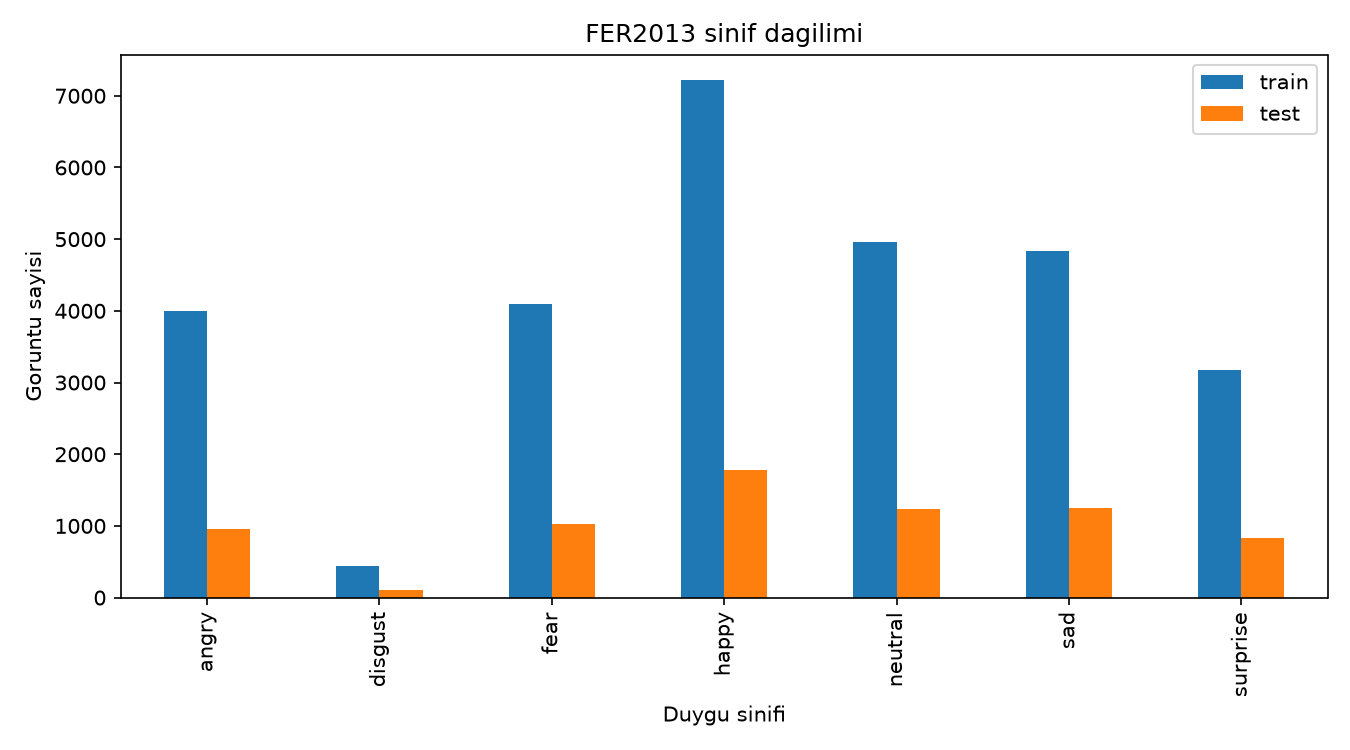 FER2013 sinif dagilimi
train
test
Goruntu sayisi
7000
6000
5000
4000
3000
2000
1000
0
angry
disgust
fear
happy
neutral
sad
surprise
Duygu sinifi